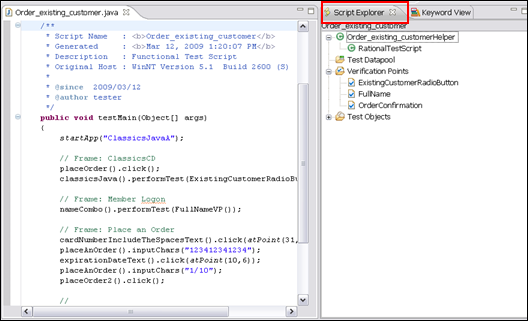 Order_existing_customer.java
/**
* Script Name   : <b>Order_existing_customer</b>
* Generated     : <b>Mar 12, 2009 1:20:07 PM</b>
* Description   : Functional Test Script
* Original Host : WinNT Version 5.1  Build 2600 (S)
*
* @since  2009/03/12
* @author tester
*/
public void testMain(Object[] args)
{
startApp("ClassicsJavaA");
// Frame: ClassicsCD
placeOrder().click();
classicsJava().performTest(ExistingCustomerRadioBu
// Frame: Member Logon
nameCombo().performTest(FullNameVP());
// Frame: Place an Order
cardNumberIncludeTheSpacesText().click(atPoint(31,
placeAnOrder().inputChars("123412341234");
expirationDateText().click(atPoint(10,6));
placeAnOrder().inputChars("1/10");
placeOrder2().click();
//
Script Explorer
Keyword View
Order_existing_customer
Order_existing_customerHelper
RationalTestScript
Test Datapool
Verification Points
ExistingCustomerRadioButton
FullName
OrderConfirmation
Test Objects